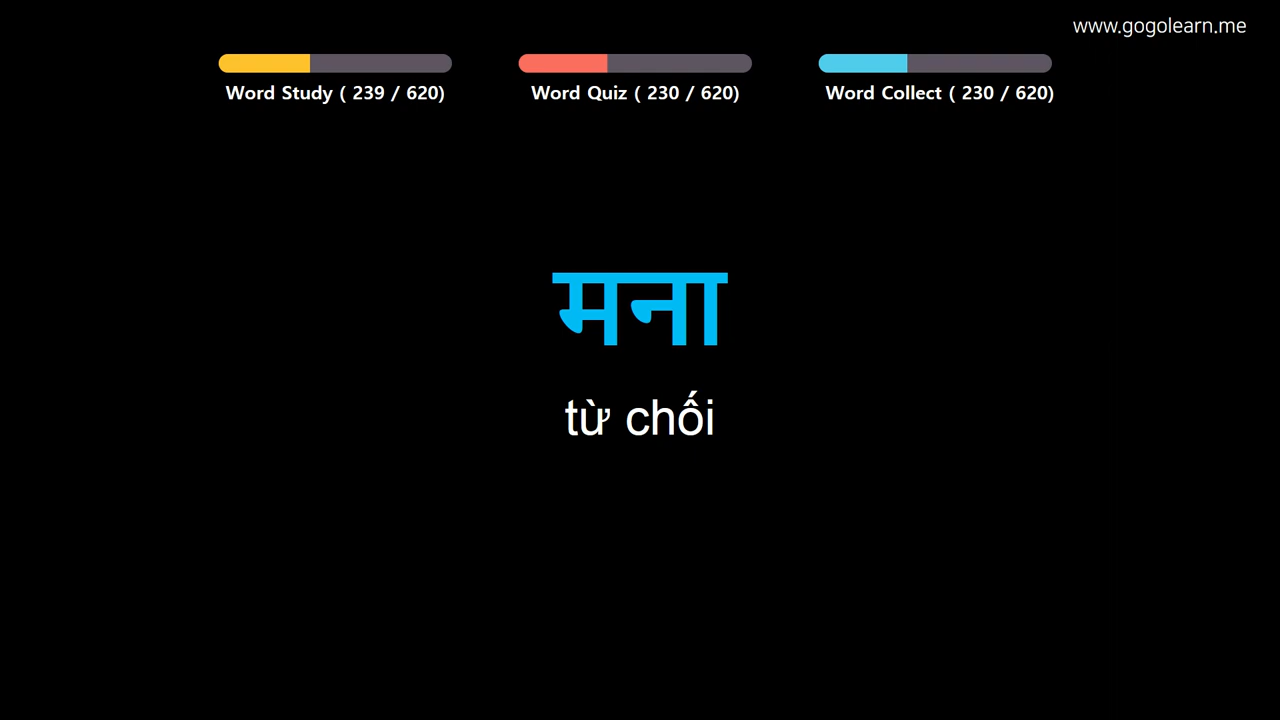 www.gogolearn.me
Word Study ( 239 / 620)
Word Quiz ( 230 / 620)
Word Collect ( 230 / 620)
मना
từ chối